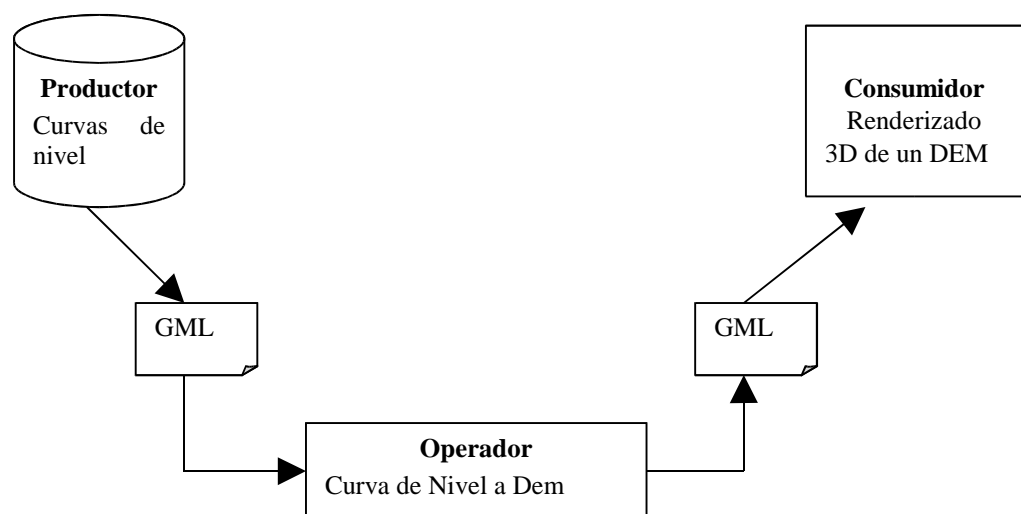 Productor
Curvas de
nivel
Consumidor
Renderizado
3D de un DEM
GML
GML
Operador
Curva de Nivel a Dem